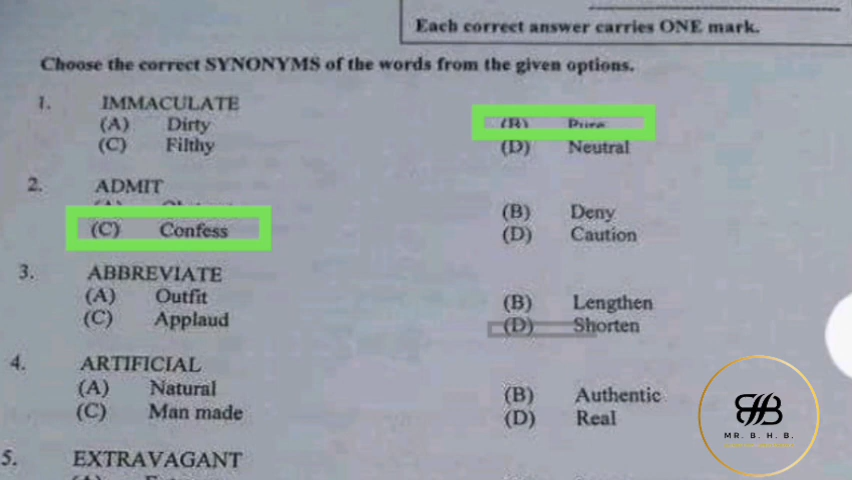 Each correct answer carries ONE mark.
Choose the correct SYNONYMS of the words from the given options.
1. IMMACULATE
(A) Dirty (B) Pure
(C) Filthy (D) Neutral
2. ADMIT
(A)
(B) Deny
(C) Confess (D) Caution
3. ABBREVIATE
(A) Outfit (B) Lengthen
(C) Applaud (D) Shorten
4. ARTIFICIAL
(A) Natural (B) Authentic
(C) Man made (D) Real
MR. B. H. B.
5. EXTRAVAGANT
(A)